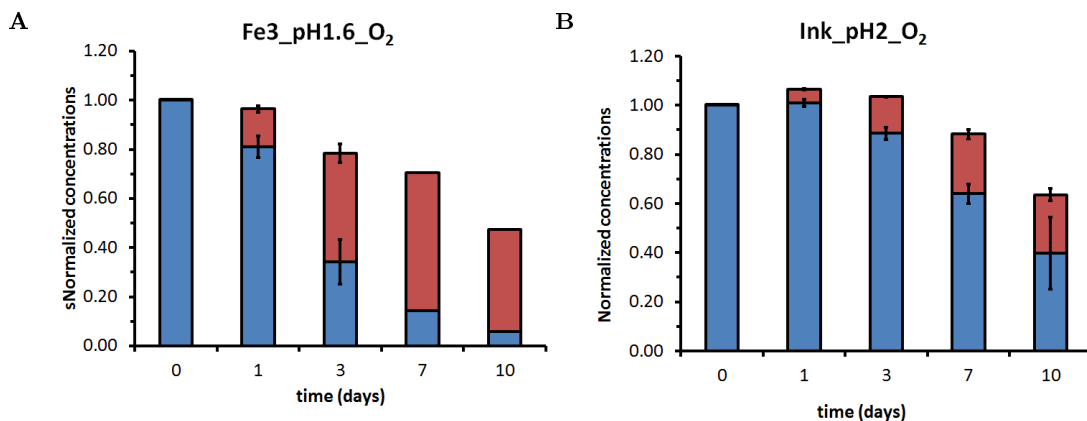 A
Fe3_pH1.6_O2
sNormalized concentrations
1.20
1.00
0.80
0.60
0.40
0.20
0.00
0 1 3 7 10
time (days)
B
Ink_pH2_O2
Normalized concentrations
1.20
1.00
0.80
0.60
0.40
0.20
0.00
0 1 3 7 10
time (days)